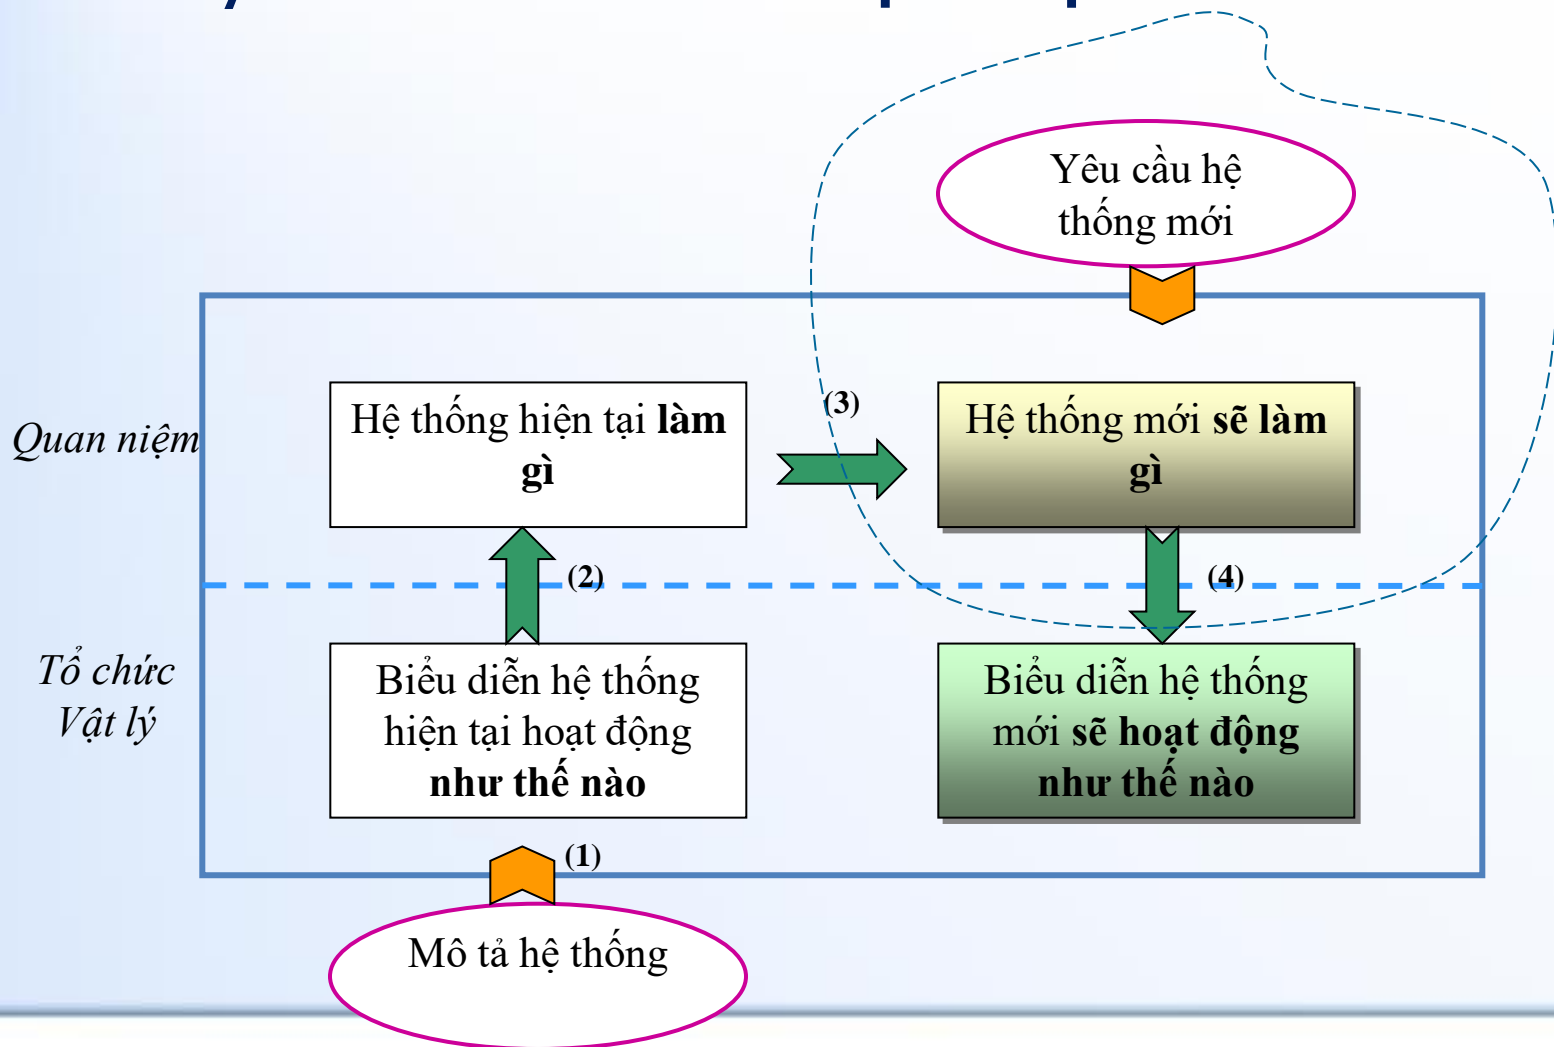 Yêu cầu hệ
thống mới
Quan niệm
Hệ thống hiện tại làm
gì
(3)
Hệ thống mới sẽ làm
gì
(2)
(4)
Tổ chức
Vật lý
Biểu diễn hệ thống
hiện tại hoạt động
như thế nào
Biểu diễn hệ thống
mới sẽ hoạt động
như thế nào
(1)
Mô tả hệ thống